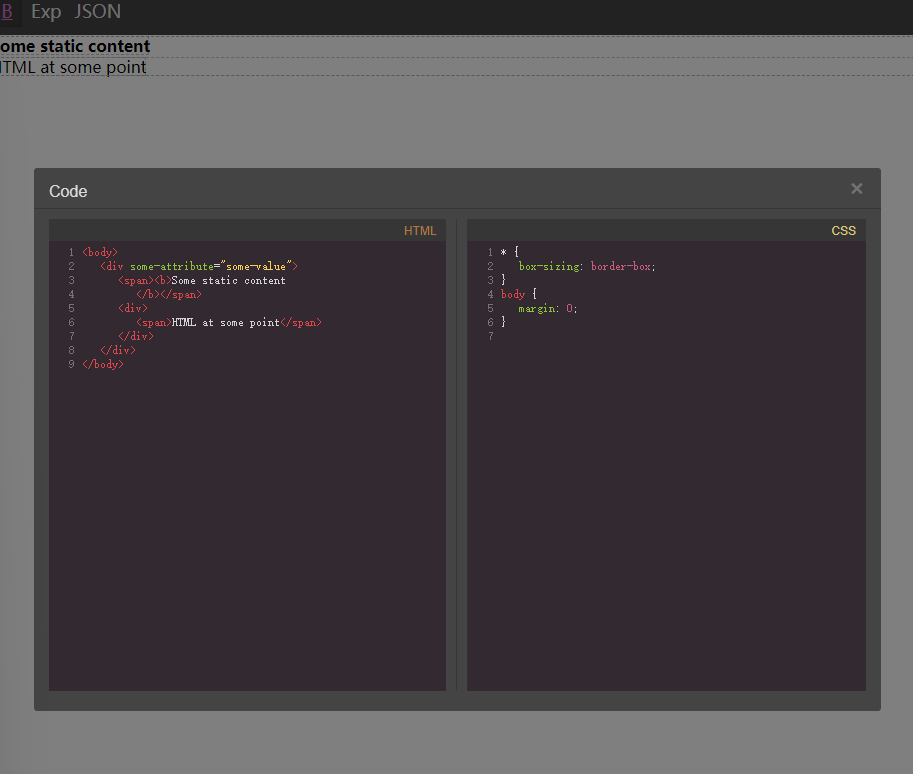 B Exp JSON
ome static content
HTML at some point
Code ×
HTML
1 <body>
2 <div some-attribute="some-value">
3 <span><b>Some static content
4 </b></span>
5 <div>
6 <span>HTML at some point</span>
7 </div>
8 </div>
9 </body>
CSS
1 * {
2 box-sizing: border-box;
3 }
4 body {
5 margin: 0;
6 }
7